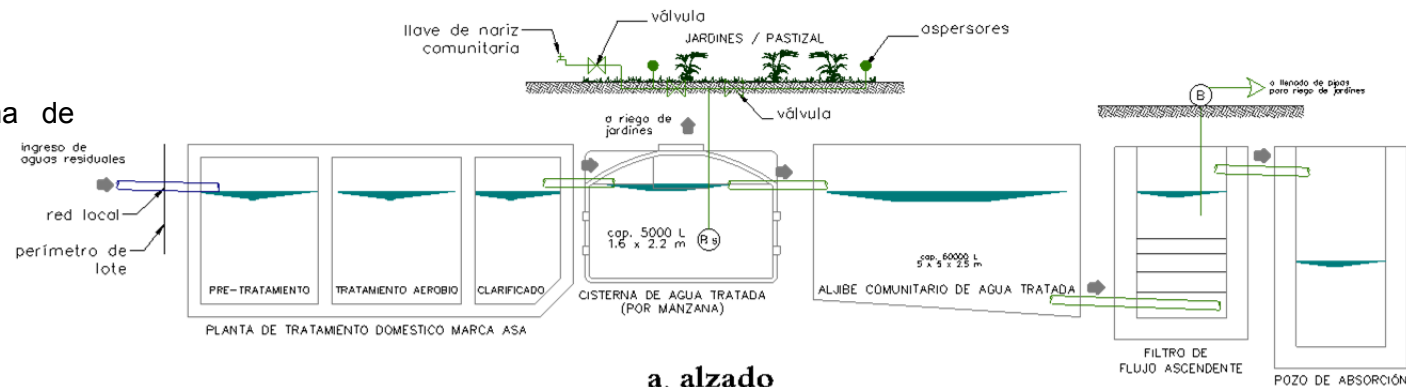 na de
llave de nariz
comunitaria
válvula
JARDINES / PASTIZAL
aspersores
válvula
a riego de
jardines
B
a llenado de pipas
para riego de jardines
ingreso de
aguas residuales
red local
perímetro de
lote
PRE-TRATAMIENTO
TRATAMIENTO AEROBIO
CLARIFICADO
PLANTA DE TRATAMIENTO DOMESTICO MARCA ASA
cap. 5000 L
1.6 x 2.2 m
CISTERNA DE AGUA TRATADA
(POR MANZANA)
cap. 60000 L
5 x 5 x 2.5 m
ALJIBE COMUNITARIO DE AGUA TRATADA
FILTRO DE
FLUJO ASCENDENTE
POZO DE ABSORCIÓN
a. alzado